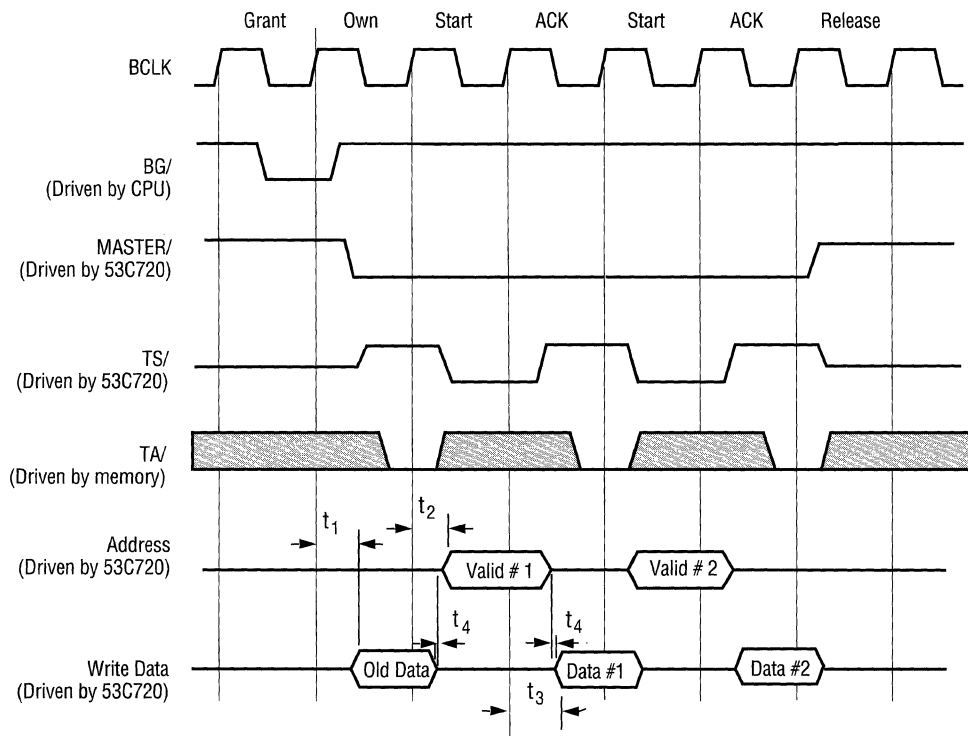 Grant Own Start ACK Start ACK Release
BCLK
BG/
(Driven by CPU)
MASTER/
(Driven by 53C720)
TS/
(Driven by 53C720)
TA/
(Driven by memory)
t1 t2
Address
(Driven by 53C720)
Valid # 1 Valid # 2
t4 t4
Write Data
(Driven by 53C720)
Old Data Data #1 Data #2
t3